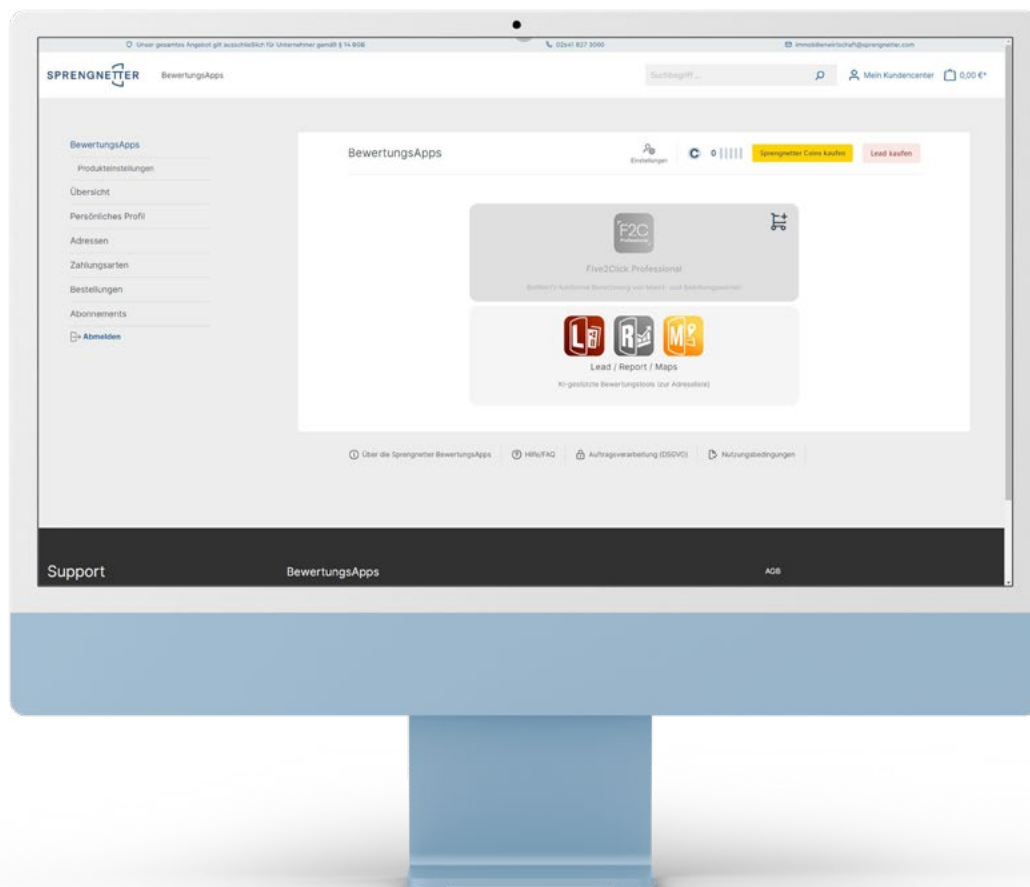 Unser gesamtes Angebot gilt ausschließlich für Unternehmer gemäß § 14 BGB
02641 827 3000
immobilienwirtschaft@sprengnetter.com
SPRENGNETTER
BewertungsApps
Suchbegriff ...
Mein Kundencenter
0,00 €*
BewertungsApps
Produkteinstellungen
Übersicht
Persönliches Profil
Adressen
Zahlungsarten
Bestellungen
Abonnements
Abmelden
BewertungsApps
Einstellungen
C 0
Sprengnetter Coins kaufen
Lead kaufen
F2C
Professional
Five2Click Professional
Lead / Report / Maps
KI-gestützte Bewertungstools (zur Adressliste)
Über die Sprengnetter BewertungsApps
Hilfe/FAQ
Auftragsverarbeitung (DSGVO)
Nutzungsbedingungen
Support
BewertungsApps
AGB